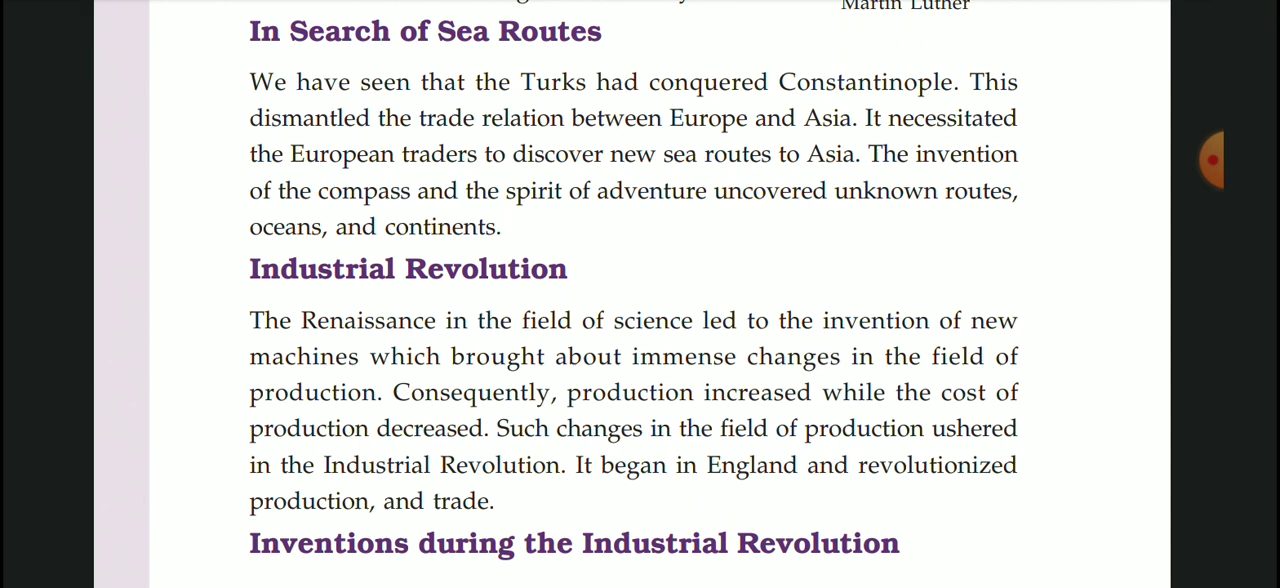 Martin Luther
In Search of Sea Routes
We have seen that the Turks had conquered Constantinople. This
dismantled the trade relation between Europe and Asia. It necessitated
the European traders to discover new sea routes to Asia. The invention
of the compass and the spirit of adventure uncovered unknown routes,
oceans, and continents.
Industrial Revolution
The Renaissance in the field of science led to the invention of new
machines which brought about immense changes in the field of
production. Consequently, production increased while the cost of
production decreased. Such changes in the field of production ushered
in the Industrial Revolution. It began in England and revolutionized
production, and trade.
Inventions during the Industrial Revolution